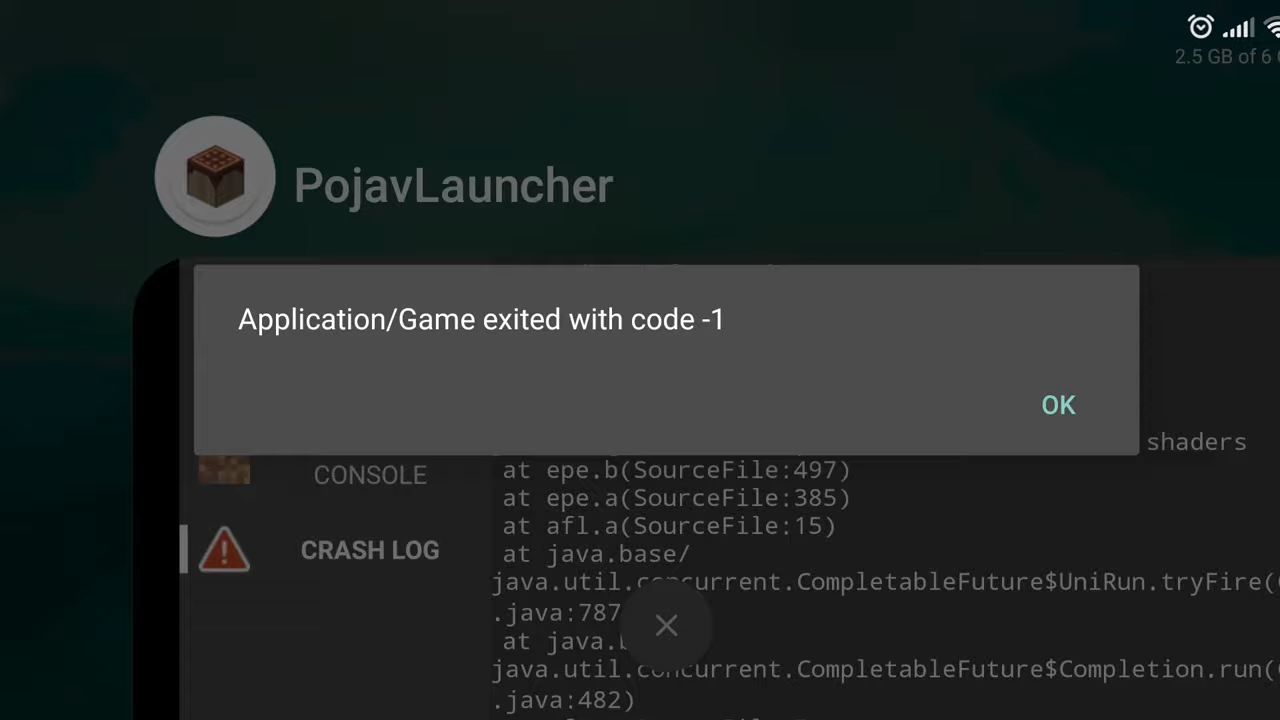 2.5 GB of 6
PojavLauncher
Application/Game exited with code -1
OK
shaders
CONSOLE
at epe.b(SourceFile:497)
at epe.a(SourceFile:385)
CRASH LOG
at afl.a(SourceFile:15)
at java.base/
java.util.concurrent.CompletableFuture$UniRun.tryFire(
.java:787
at java.
java.util.concurrent.CompletableFuture$Completion.run(
.java:482)